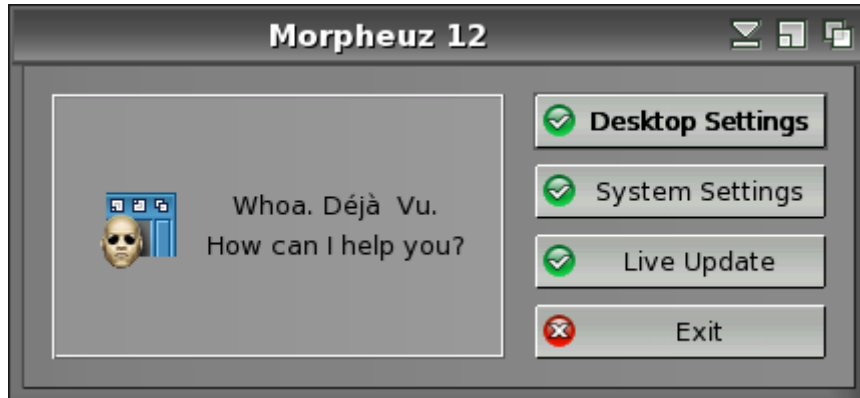 Morpheuz 12
Whoa. Déjà Vu.
How can I help you?
Desktop Settings
System Settings
Live Update
Exit